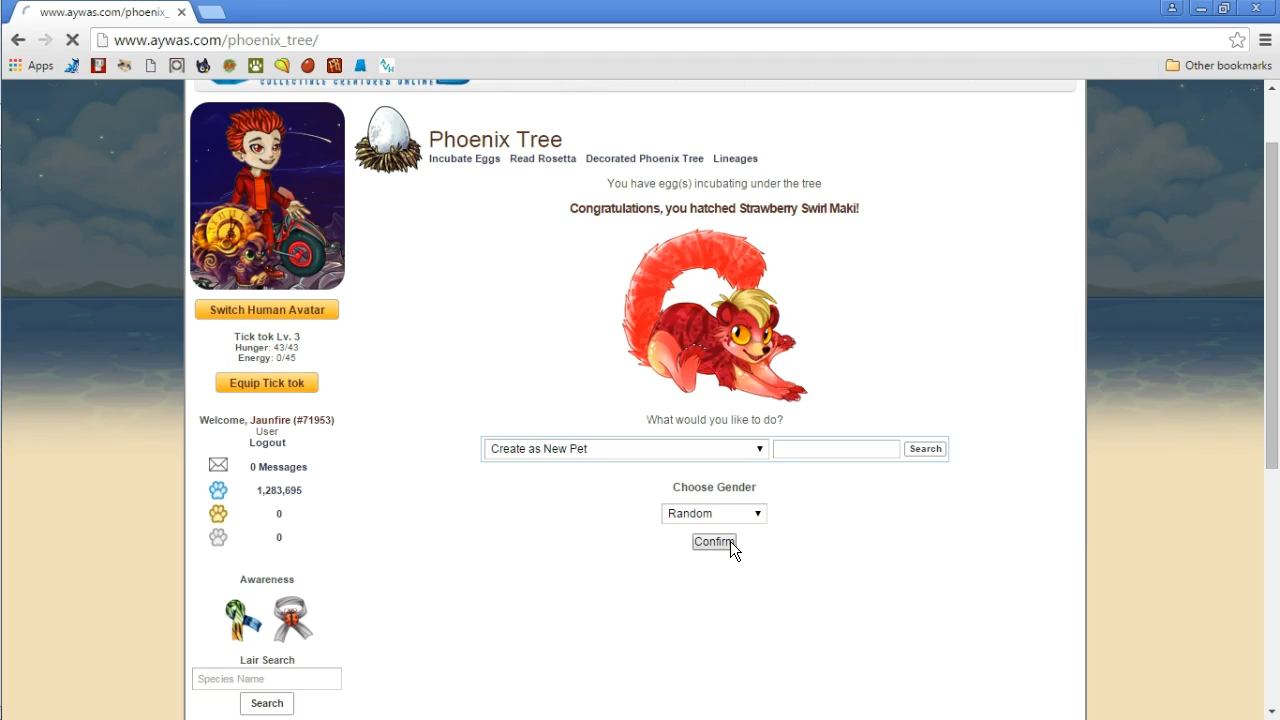 www.aywas.com/phoenix_
www.aywas.com/phoenix_tree/
Apps
Other bookmarks
COLLECTIBLE CREATURES ONLINE
Phoenix Tree
Incubate Eggs Read Rosetta Decorated Phoenix Tree Lineages
You have egg(s) incubating under the tree
Congratulations, you hatched Strawberry Swirl Maki!
Switch Human Avatar
Tick tok Lv. 3
Hunger: 43/43
Energy: 0/45
Equip Tick tok
Welcome, Jaunfire (#71953)
User
Logout
0 Messages
1,283,695
0
0
What would you like to do?
Create as New Pet
Search
Choose Gender
Random
Confirm
Awareness
Lair Search
Species Name
Search